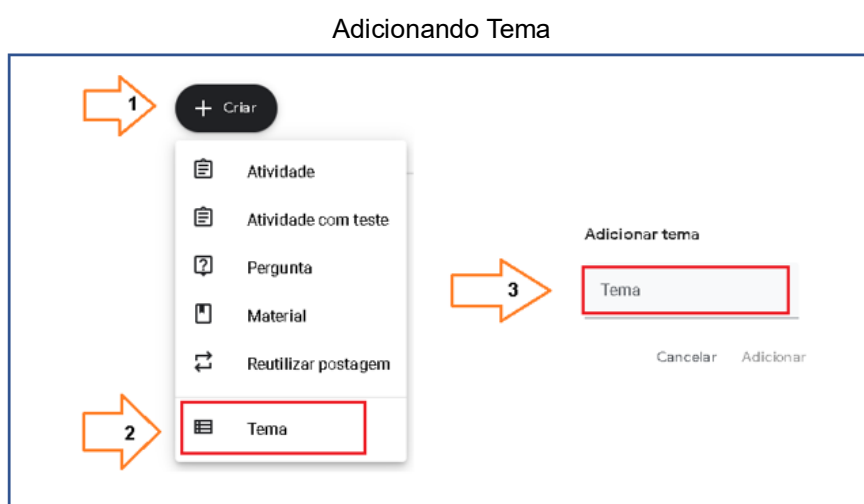 Adicionando Tema
1
+ Criar
Atividade
Atividade com teste
Pergunta
Material
Reutilizar postagem
2
Tema
Adicionar tema
3
Tema
Cancelar Adicionar